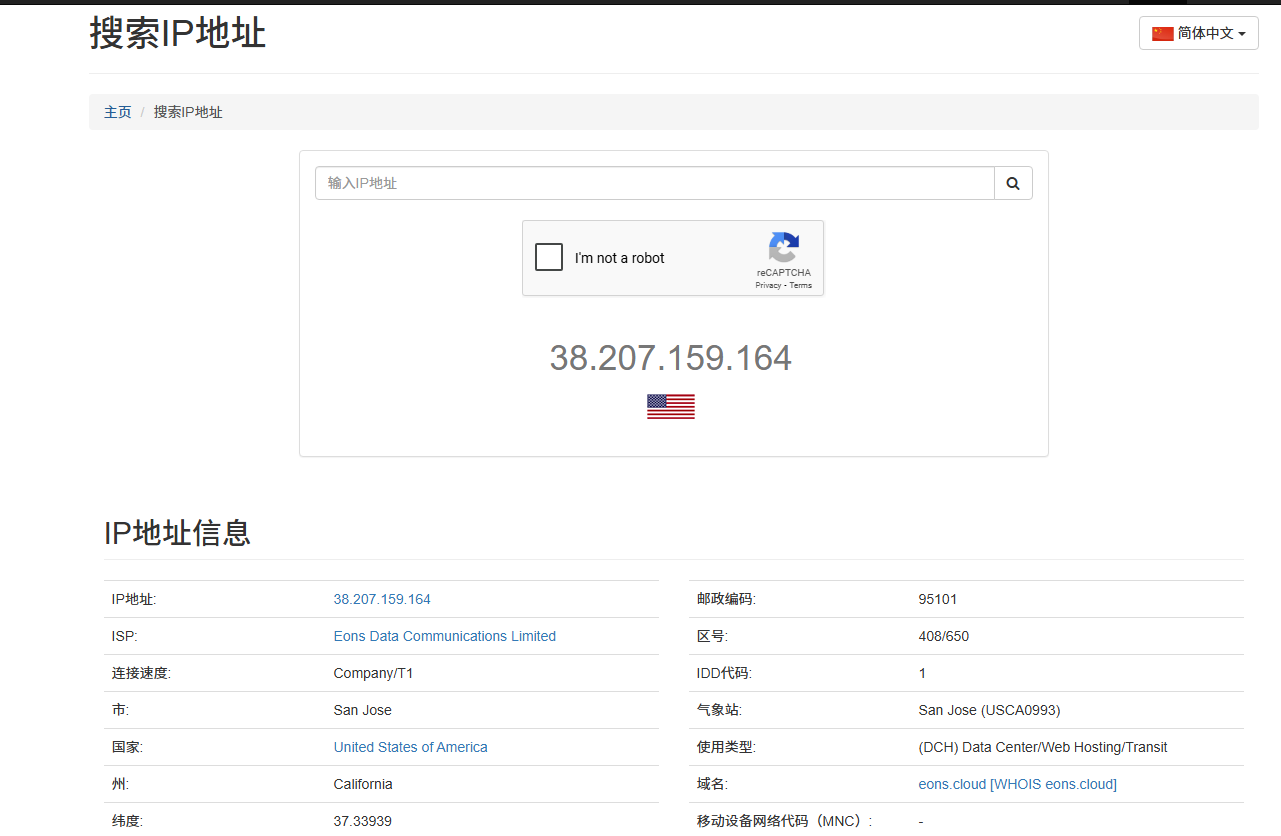 搜索IP地址
简体中文
主页 / 搜索IP地址
输入IP地址
I'm not a robot
reCAPTCHA
Privacy - Terms
38.207.159.164
IP地址信息
IP地址: 38.207.159.164
邮政编码: 95101
ISP: Eons Data Communications Limited
区号: 408/650
连接速度: Company/T1
IDD代码: 1
市: San Jose
气象站: San Jose (USCA0993)
国家: United States of America
使用类型: (DCH) Data Center/Web Hosting/Transit
州: California
域名: eons.cloud [WHOIS eons.cloud]
纬度: 37.33939
移动设备网络代码（MNC）: -